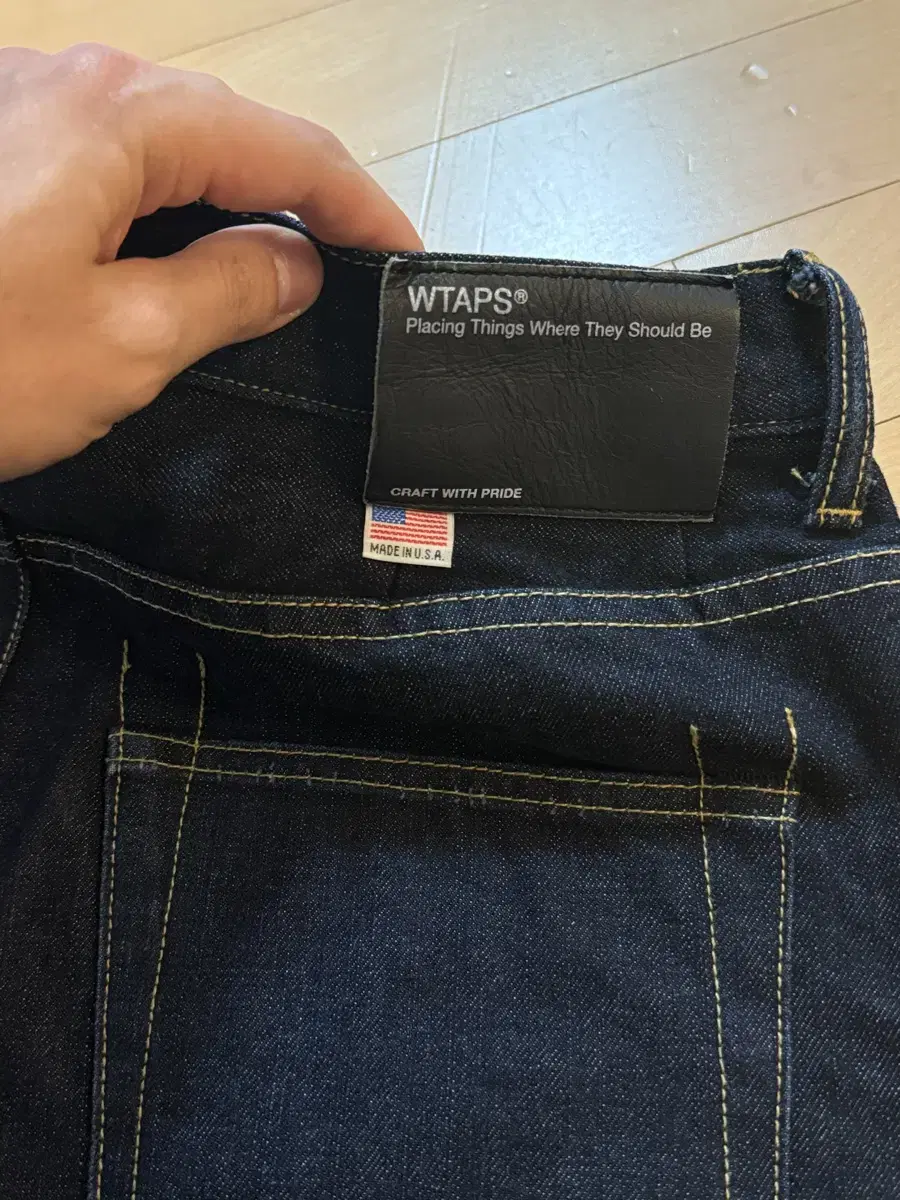 WTAPS®
Placing Things Where They Should Be
CRAFT WITH PRIDE
MADE IN U.S.A.